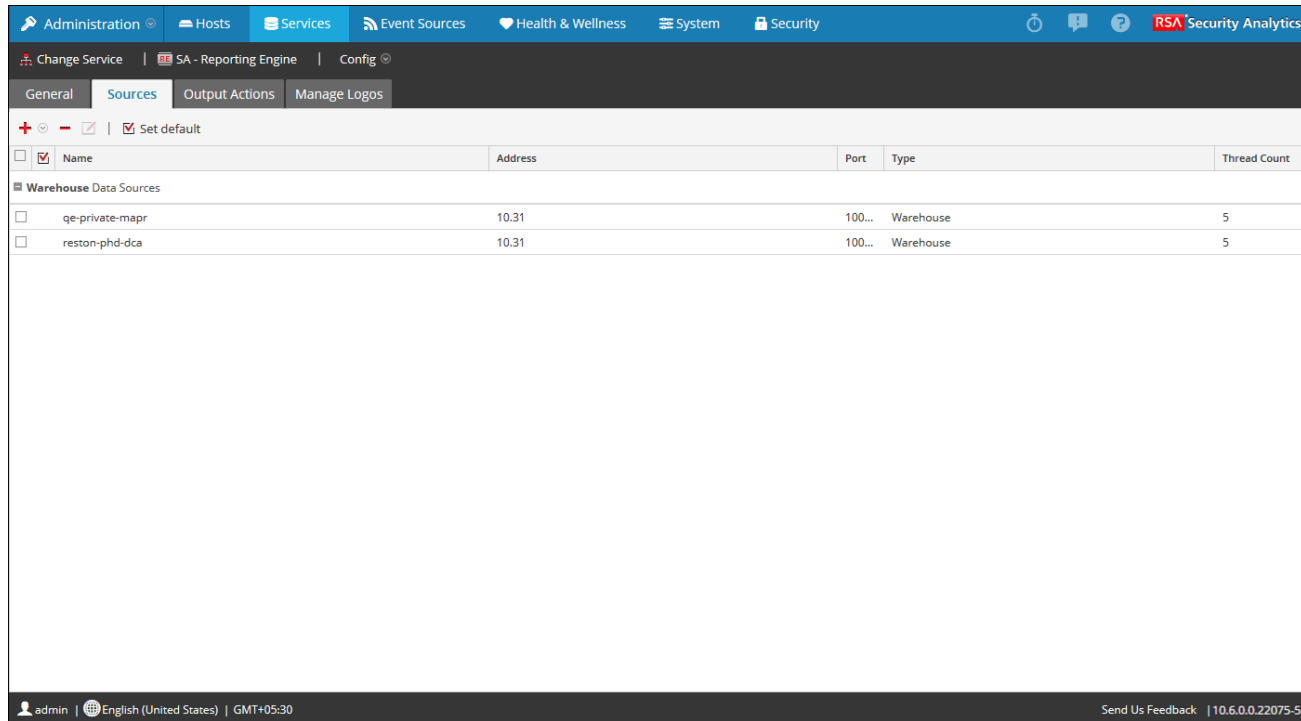 Administration Hosts Services Event Sources Health & Wellness System Security RSA Security Analytics
Change Service | RE SA - Reporting Engine | Config
General Sources Output Actions Manage Logos
Set default
Name Address Port Type Thread Count
Warehouse Data Sources
qe-private-mapr 10.31 100... Warehouse 5
reston-phd-dca 10.31 100... Warehouse 5
admin | English (United States) | GMT+05:30 Send Us Feedback | 10.6.0.0.22075-5